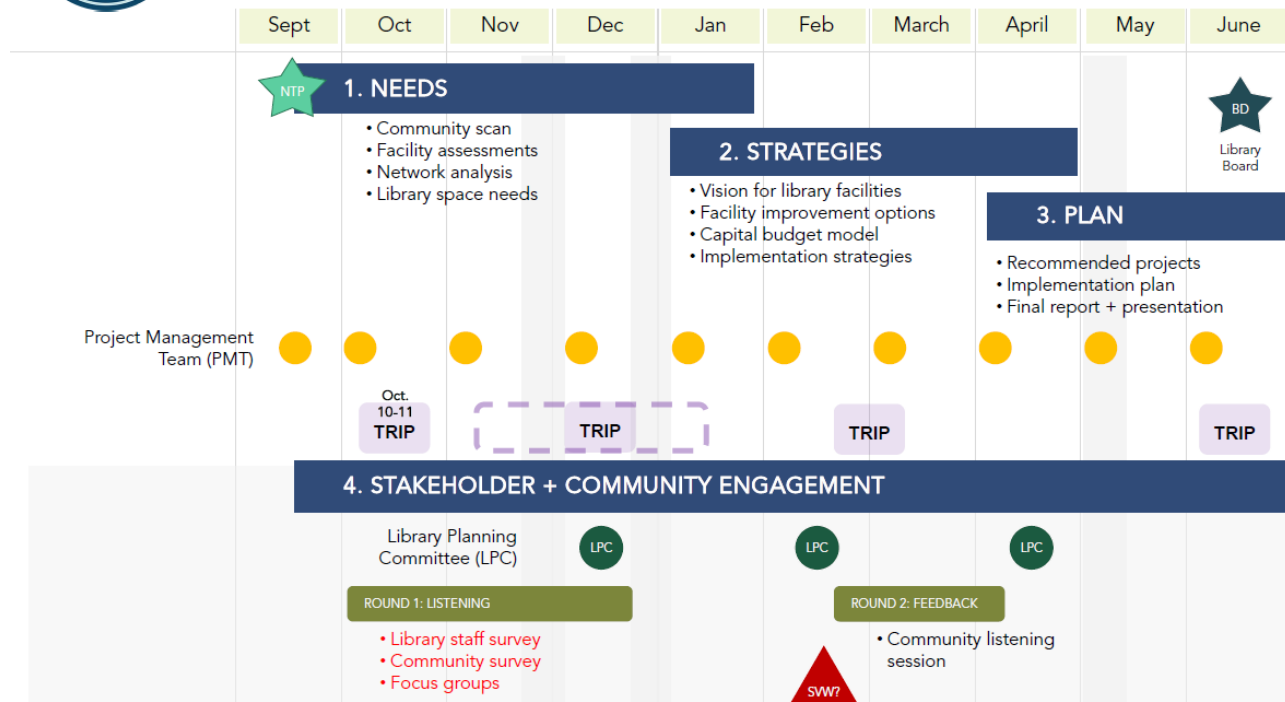 Sept Oct Nov Dec Jan Feb March April May June
NTP
1. NEEDS
• Community scan
• Facility assessments
• Network analysis
• Library space needs
2. STRATEGIES
• Vision for library facilities
• Facility improvement options
• Capital budget model
• Implementation strategies
BD
Library
Board
3. PLAN
• Recommended projects
• Implementation plan
• Final report + presentation
Project Management
Team (PMT)
Oct.
10-11
TRIP
TRIP
TRIP
TRIP
4. STAKEHOLDER + COMMUNITY ENGAGEMENT
Library Planning
Committee (LPC)
LPC
LPC
LPC
ROUND 1: LISTENING
• Library staff survey
• Community survey
• Focus groups
ROUND 2: FEEDBACK
• Community listening
session
SVW?